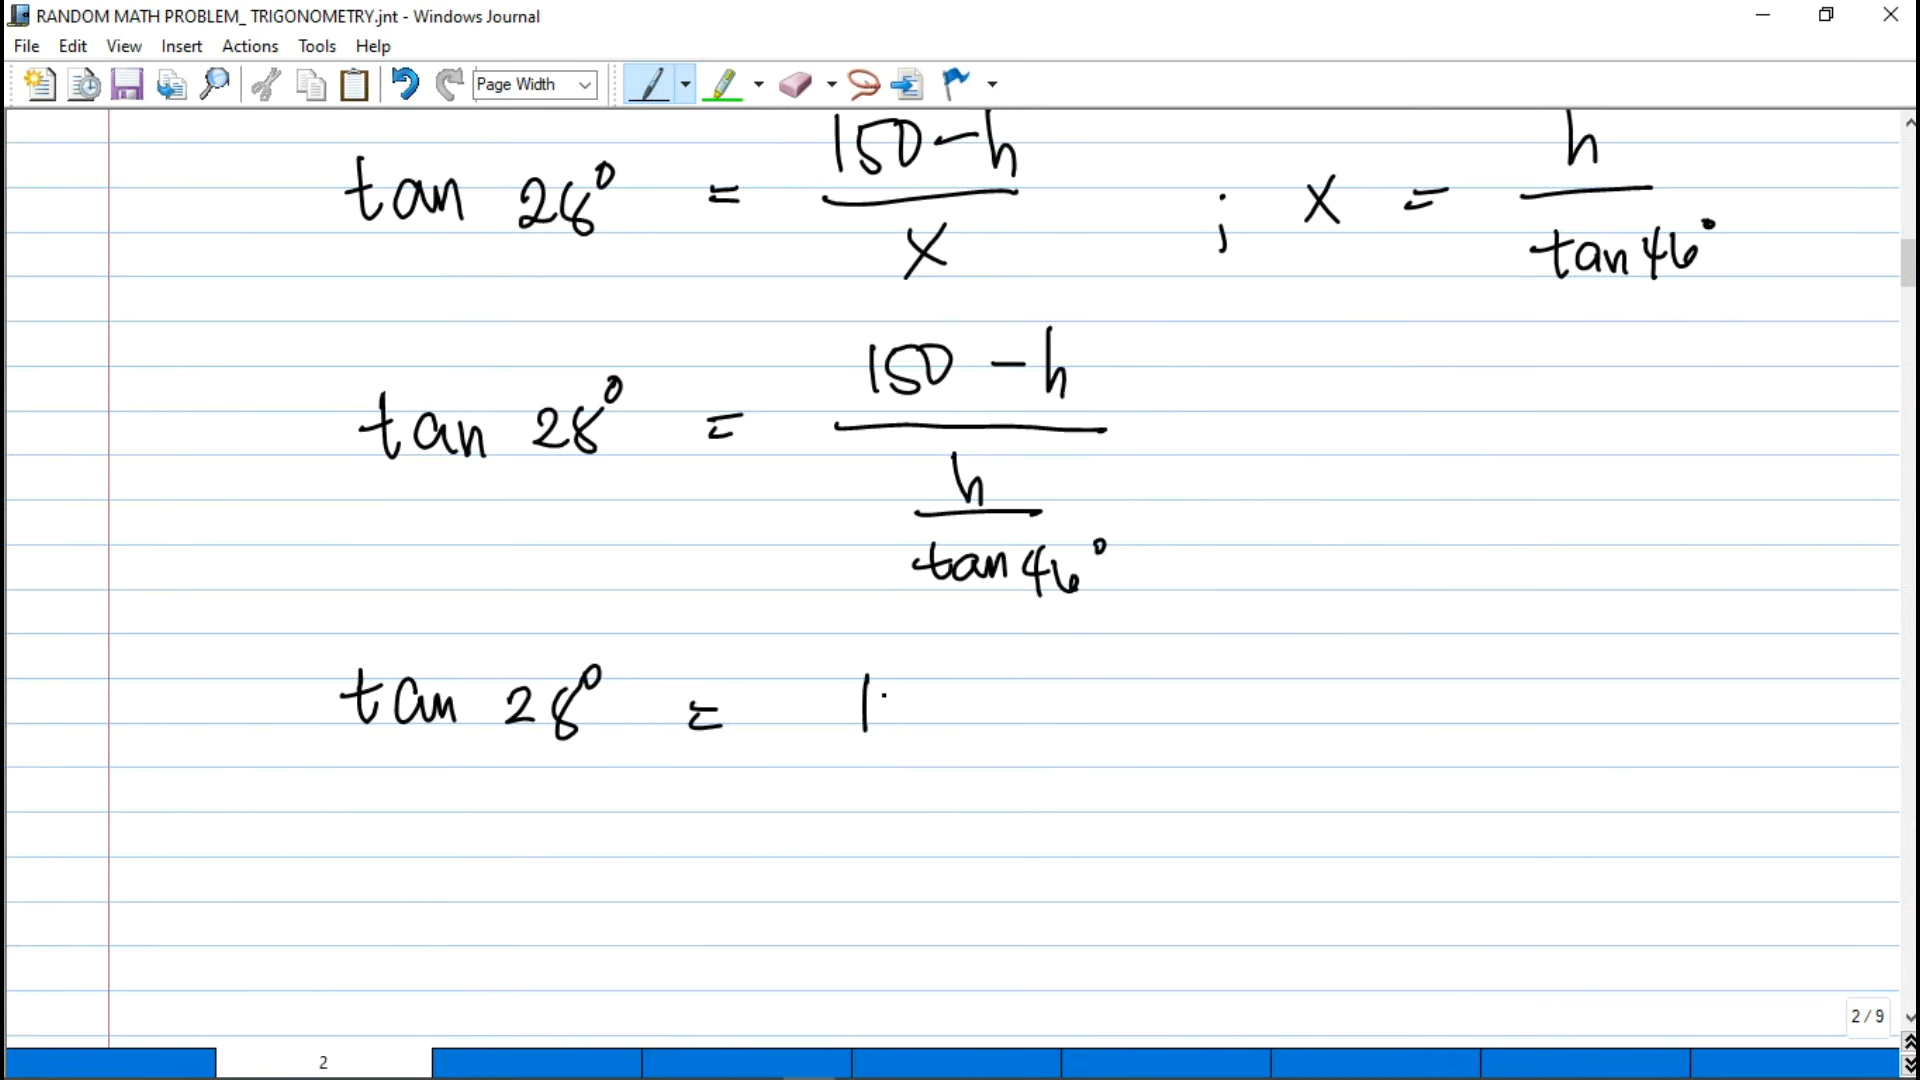 RANDOM MATH PROBLEM_ TRIGONOMETRY.jnt - Windows Journal
File Edit View Insert Actions Tools Help
Page Width
tan 28° = (150 - h) / x ; x = h / tan 46°
tan 28° = (150 - h) / (h / tan 46°)
tan 28° = 1
2 / 9
2